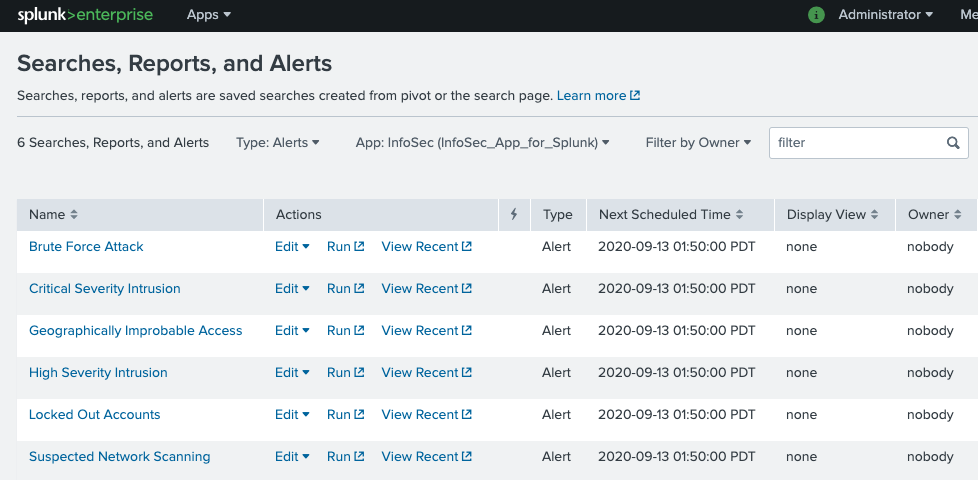 splunk>enterprise Apps Administrator Me
Searches, Reports, and Alerts
Searches, reports, and alerts are saved searches created from pivot or the search page. Learn more
6 Searches, Reports, and Alerts Type: Alerts App: InfoSec (InfoSec_App_for_Splunk) Filter by Owner filter
Name Actions Type Next Scheduled Time Display View Owner
Brute Force Attack Edit Run View Recent Alert 2020-09-13 01:50:00 PDT none nobody
Critical Severity Intrusion Edit Run View Recent Alert 2020-09-13 01:50:00 PDT none nobody
Geographically Improbable Access Edit Run View Recent Alert 2020-09-13 01:50:00 PDT none nobody
High Severity Intrusion Edit Run View Recent Alert 2020-09-13 01:50:00 PDT none nobody
Locked Out Accounts Edit Run View Recent Alert 2020-09-13 01:50:00 PDT none nobody
Suspected Network Scanning Edit Run View Recent Alert 2020-09-13 01:50:00 PDT none nobody